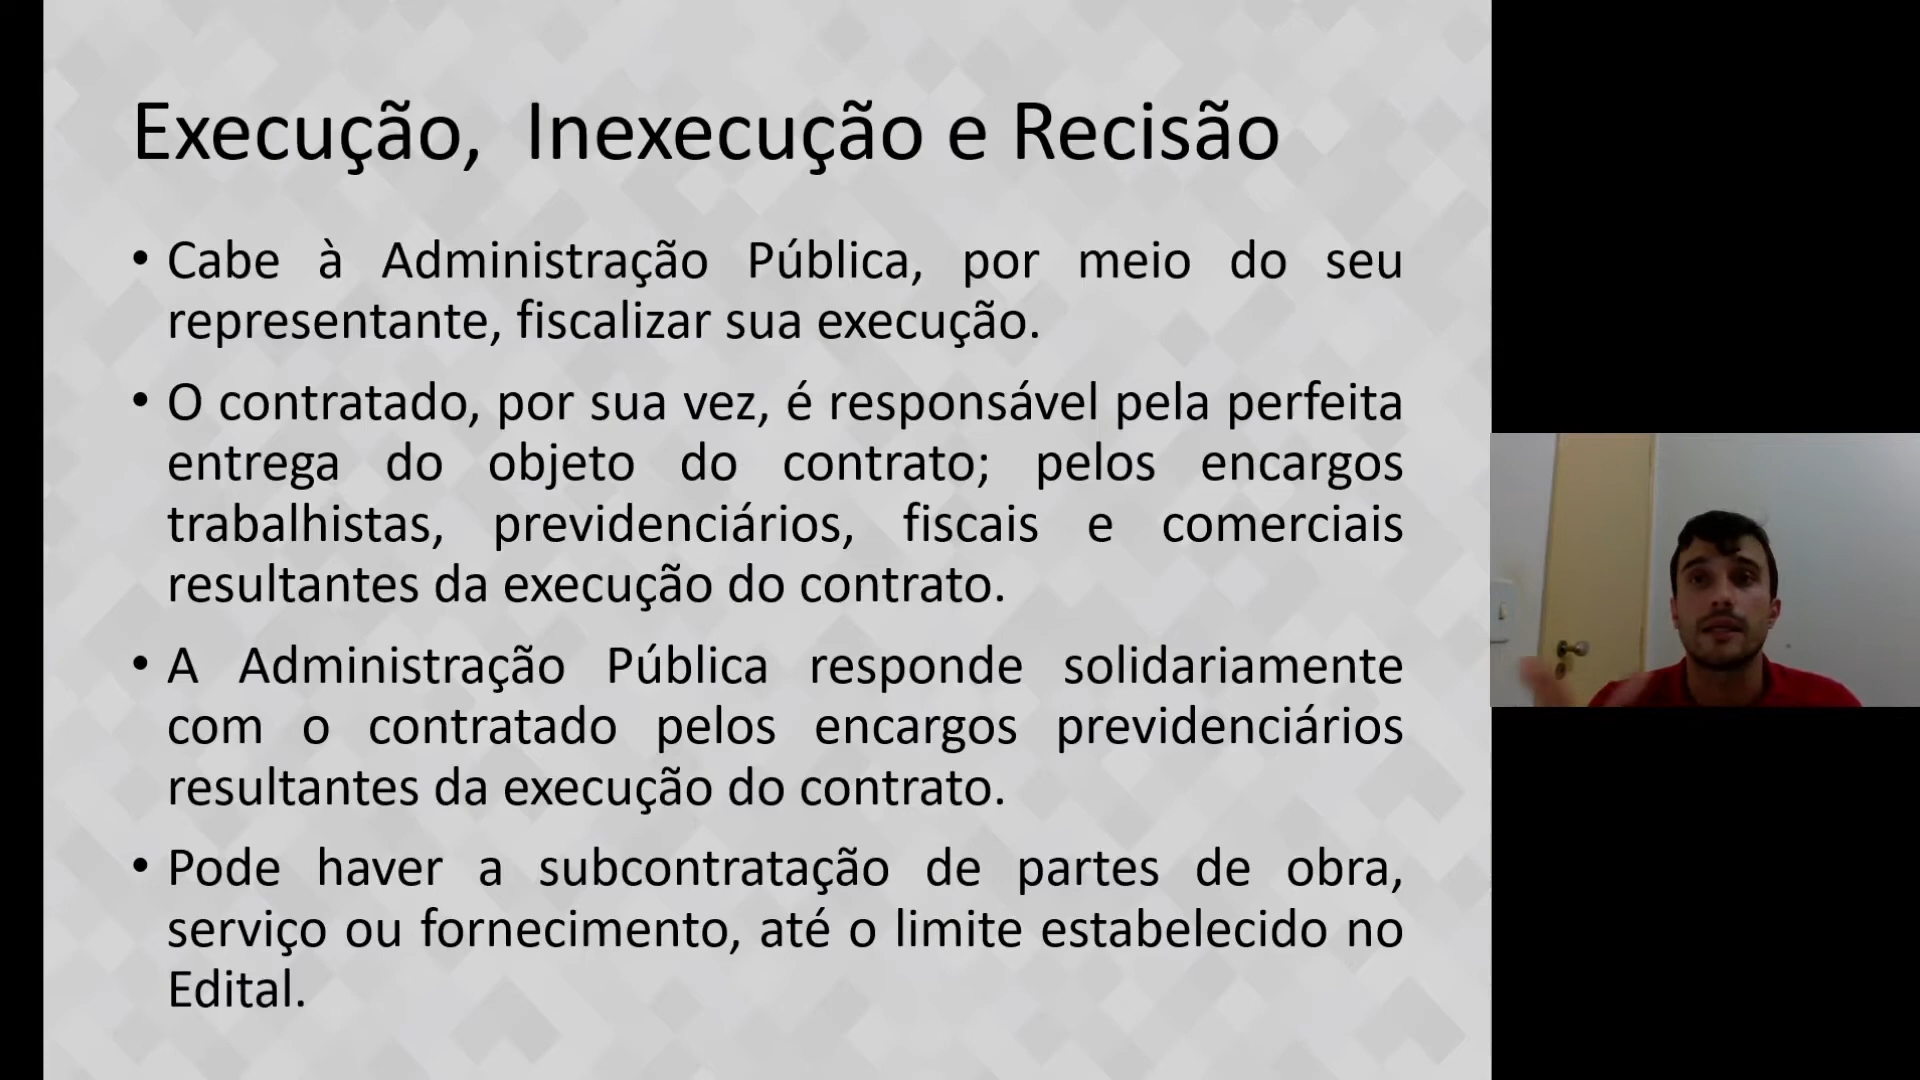 Execução,  Inexecução e Recisão
• Cabe à Administração Pública, por meio do seu
representante, fiscalizar sua execução.
• O contratado, por sua vez, é responsável pela perfeita
entrega do objeto do contrato; pelos encargos
trabalhistas, previdenciários, fiscais e comerciais
resultantes da execução do contrato.
• A Administração Pública responde solidariamente
com o contratado pelos encargos previdenciários
resultantes da execução do contrato.
• Pode haver a subcontratação de partes de obra,
serviço ou fornecimento, até o limite estabelecido no
Edital.